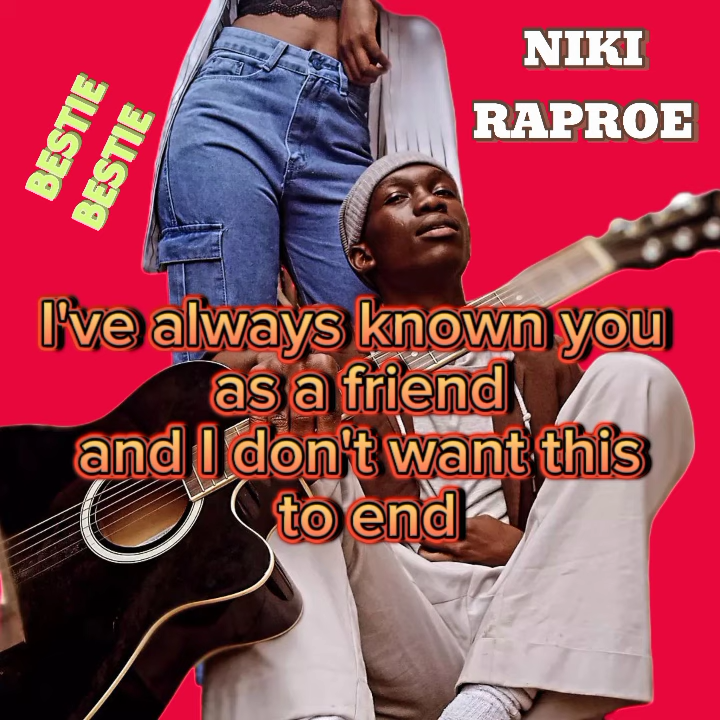 NIKI
RAPROE
BESTIE
BESTIE
I've always known you
as a friend
and I don't want this
to end